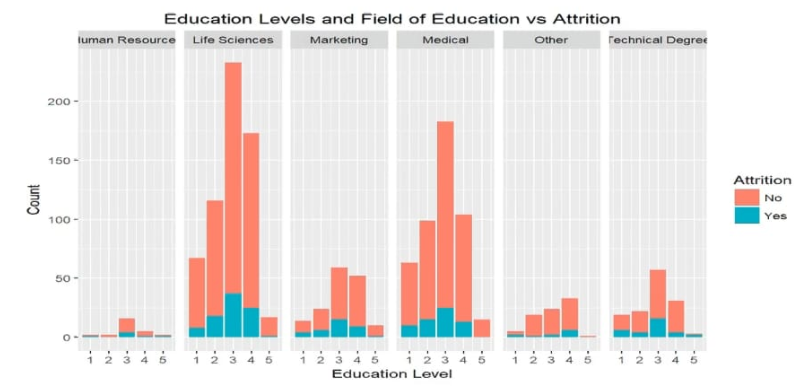 Education Levels and Field of Education vs Attrition
uman Resource Life Sciences Marketing Medical Other Technical Degree
200
150
100
50
0
Count
1 2 3 4 5 1 2 3 4 5 1 2 3 4 5 1 2 3 4 5 1 2 3 4 5 1 2 3 4 5
Education Level
Attrition
No
Yes